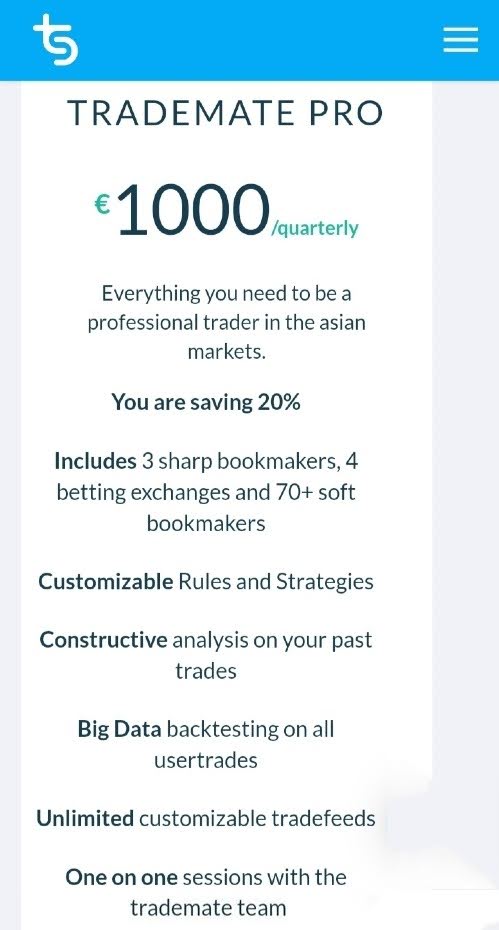 ts
TRADEMATE PRO
€1000/quarterly
Everything you need to be a
professional trader in the asian
markets.
You are saving 20%
Includes 3 sharp bookmakers, 4
betting exchanges and 70+ soft
bookmakers
Customizable Rules and Strategies
Constructive analysis on your past
trades
Big Data backtesting on all
usertrades
Unlimited customizable tradefeeds
One on one sessions with the
trademate team